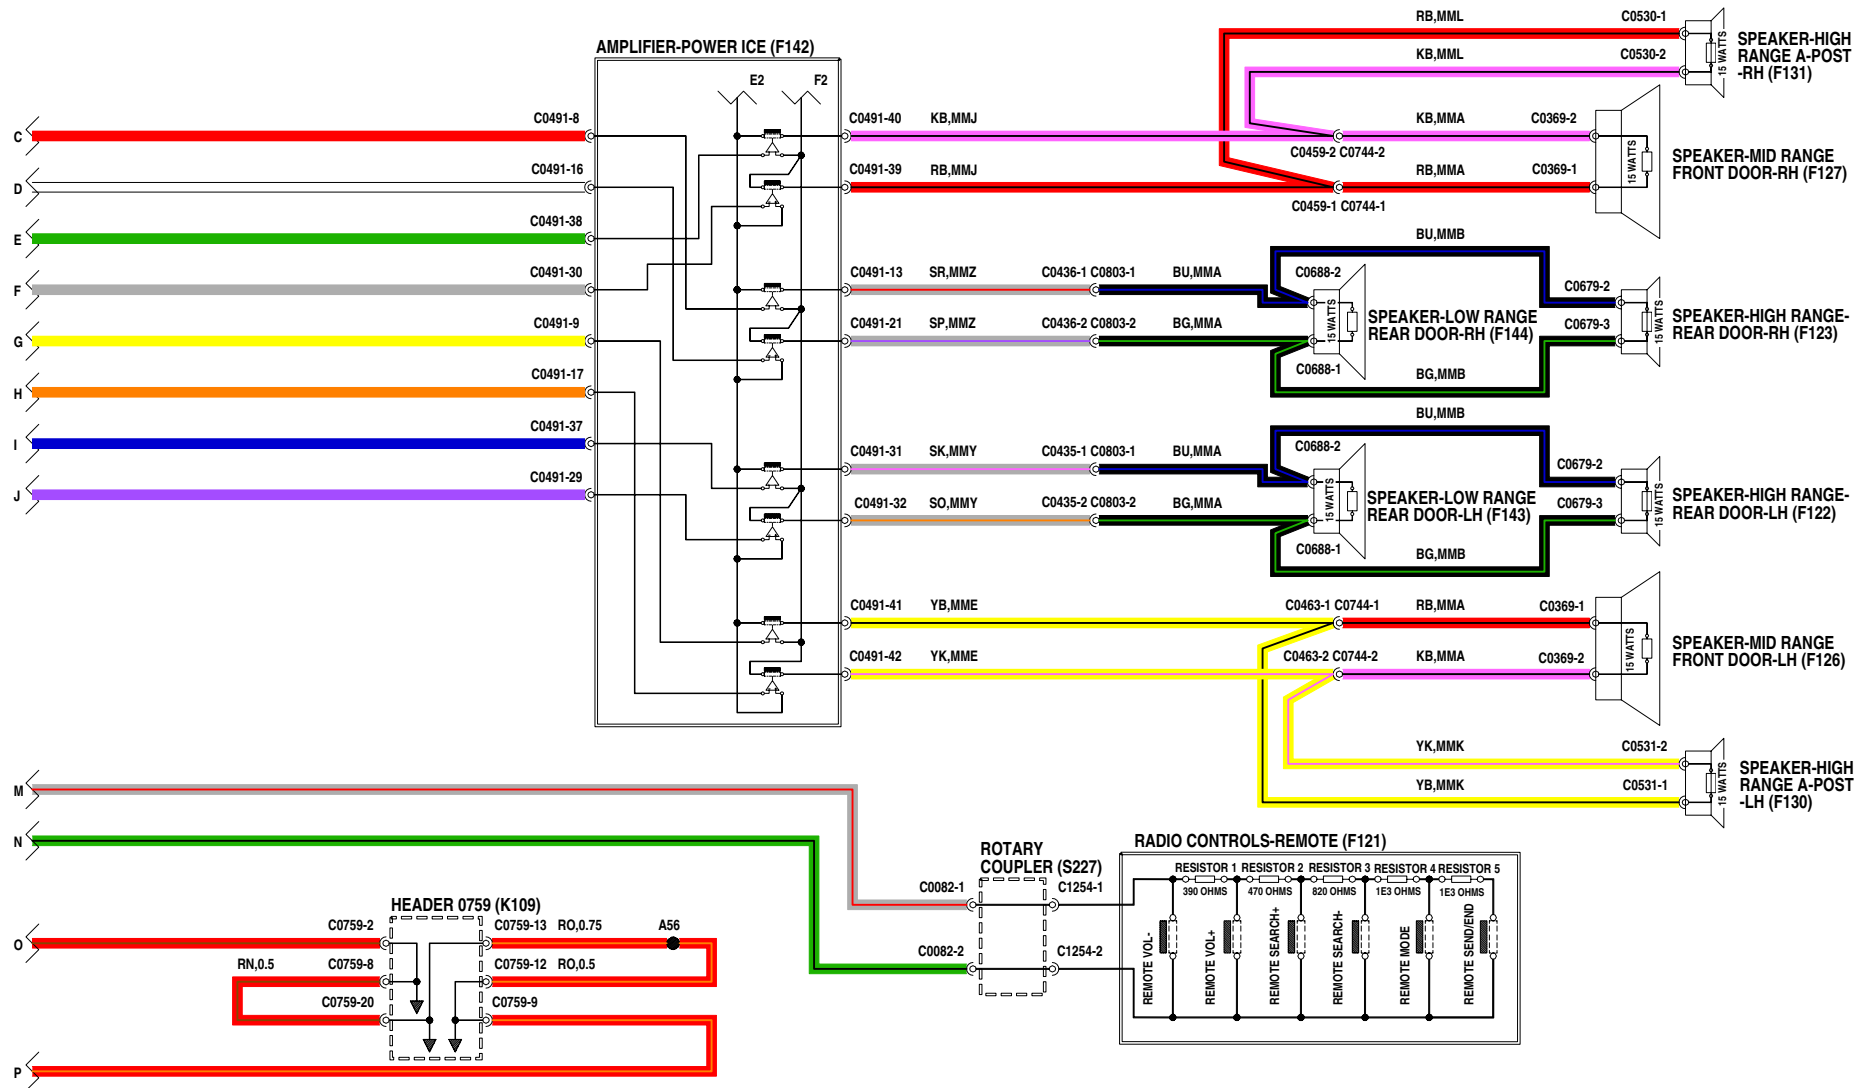 RB,MML
C0530-1
SPEAKER-HIGH
RANGE A-POST
-RH (F131)
15 WATTS
KB,MML
C0530-2
AMPLIFIER-POWER ICE (F142)
E2
F2
C
C0491-8
C0491-40
KB,MMJ
C0459-2 C0744-2
KB,MMA
C0369-2
15 WATTS
SPEAKER-MID RANGE
FRONT DOOR-RH (F127)
D
C0491-16
C0491-39
RB,MMJ
C0459-1 C0744-1
RB,MMA
C0369-1
E
C0491-38
BU,MMB
F
C0491-30
C0491-13
SR,MMZ
C0436-1 C0803-1
BU,MMA
C0688-2
15 WATTS
SPEAKER-LOW RANGE
REAR DOOR-RH (F144)
C0679-2
15 WATTS
SPEAKER-HIGH RANGE-
REAR DOOR-RH (F123)
G
C0491-9
C0491-21
SP,MMZ
C0436-2 C0803-2
BG,MMA
C0688-1
C0679-3
BG,MMB
H
C0491-17
BU,MMB
I
C0491-37
C0491-31
SK,MMY
C0435-1 C0803-1
BU,MMA
C0688-2
15 WATTS
SPEAKER-LOW RANGE
REAR DOOR-LH (F143)
C0679-2
15 WATTS
SPEAKER-HIGH RANGE-
REAR DOOR-LH (F122)
J
C0491-29
C0491-32
SO,MMY
C0435-2 C0803-2
BG,MMA
C0688-1
C0679-3
BG,MMB
C0491-41
YB,MME
C0463-1 C0744-1
RB,MMA
C0369-1
15 WATTS
SPEAKER-MID RANGE
FRONT DOOR-LH (F126)
C0491-42
YK,MME
C0463-2 C0744-2
KB,MMA
C0369-2
YK,MMK
C0531-2
15 WATTS
SPEAKER-HIGH
RANGE A-POST
-LH (F130)
YB,MMK
C0531-1
M
N
ROTARY
COUPLER (S227)
C0082-1
C1254-1
C0082-2
C1254-2
RADIO CONTROLS-REMOTE (F121)
RESISTOR 1
RESISTOR 2
RESISTOR 3
RESISTOR 4
RESISTOR 5
390 OHMS
470 OHMS
820 OHMS
1E3 OHMS
1E3 OHMS
REMOTE VOL-
REMOTE VOL+
REMOTE SEARCH+
REMOTE SEARCH-
REMOTE MODE
REMOTE SEND/END
HEADER 0759 (K109)
O
C0759-2
C0759-13
RO,0.75
A56
RN,0.5
C0759-8
C0759-12
RO,0.5
C0759-20
C0759-9
P